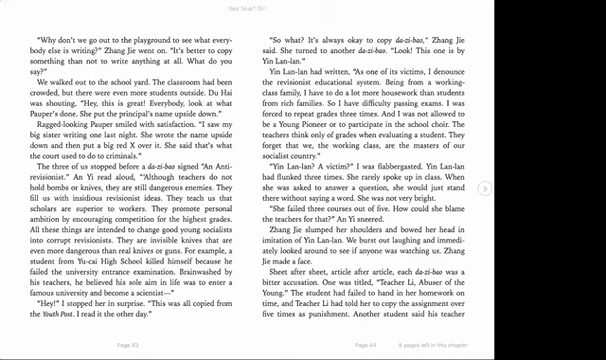 “Why don’t we go out to the playground to see what every-
body else is writing?” Zhang Jie went on. “It’s better to copy
something than not to write anything at all. What do you
say?”
We walked out to the school yard. The classroom had been
crowded, but there were even more students outside. Du Hai
was shouting, “Hey, this is great! Everybody, look at what
Pauper’s done. She put the principal’s name upside down.”
Ragged-looking Pauper smiled with satisfaction. “I saw my
big sister writing one last night. She wrote the name upside
down and then put a big red X over it. She said that’s what
the court used to do to criminals.”
The three of us stopped before a da-zi-bao signed “An Anti-
revisionist.” An Yi read aloud, “‘Although teachers do not
hold bombs or knives, they are still dangerous enemies. They
fill us with insidious revisionist ideas. They teach us that
scholars are superior to workers. They promote personal
ambition by encouraging competition for the highest grades.
All these things are intended to change good young socialists
into corrupt revisionists. They are invisible knives that are
even more dangerous than real knives or guns. For example, a
student from Yu-cai High School killed himself because he
failed the university entrance examination. Brainwashed by
his teachers, he believed his sole aim in life was to enter a
famous university and become a scientist—”
“Hey!” I stopped her in surprise. “This was all copied from
the Youth Post. I read it the other day.”
Page 43
“So what? It’s always okay to copy da-zi-bao,” Zhang Jie
said. She turned to another da-zi-bao. “Look! This one is by
Yin Lan-lan.”
Yin Lan-lan had written, “As one of its victims, I denounce
the revisionist educational system. Being from a working-
class family, I have to do a lot more housework than students
from rich families. So I have difficulty passing exams. I was
forced to repeat grades three times. And I was not allowed to
be a Young Pioneer or to participate in the school choir. The
teachers think only of grades when evaluating a student. They
forget that we, the working class, are the masters of our
socialist country.”
“Yin Lan-lan? A victim?” I was flabbergasted. Yin Lan-lan
had flunked three times. She rarely spoke up in class. When
she was asked to answer a question, she would just stand
there without saying a word. She was not very bright.
“She failed three courses out of five. How could she blame
the teachers for that?” An Yi sneered.
Zhang Jie slumped her shoulders and bowed her head in
imitation of Yin Lan-lan. We burst out laughing and immedi-
ately looked around to see if anyone was watching us. Zhang
Jie made a face.
Sheet after sheet, article after article, each da-zi-bao was a
bitter accusation. One was titled, “Teacher Li, Abuser of the
Young.” The student had failed to hand in her homework on
time, and Teacher Li had told her to copy the assignment over
five times as punishment. Another student said his teacher
Page 44
8 pages left in this chapter